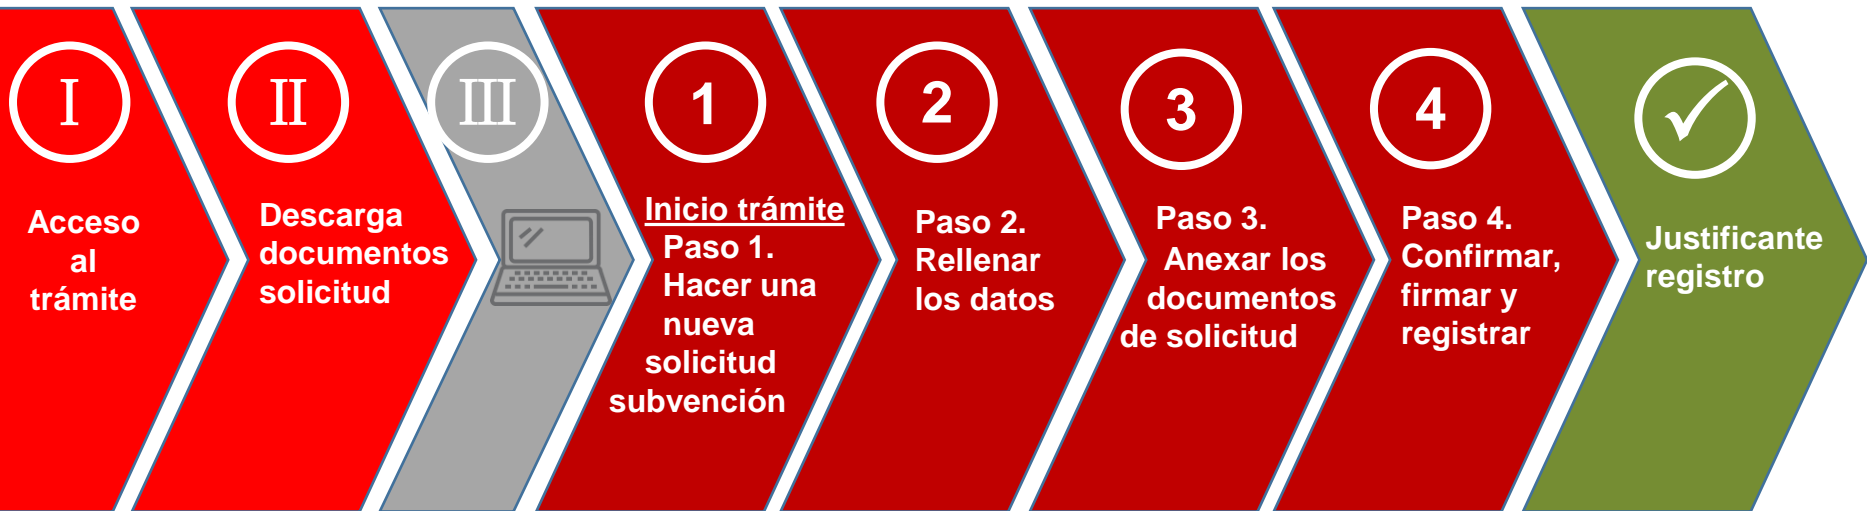 I
Acceso
al
trámite
II
Descarga
documentos
solicitud
III
1
Inicio trámite
Paso 1.
Hacer una
nueva
solicitud
subvención
2
Paso 2.
Rellenar
los datos
3
Paso 3.
Anexar los
documentos
de solicitud
4
Paso 4.
Confirmar,
firmar y
registrar
Justificante
registro